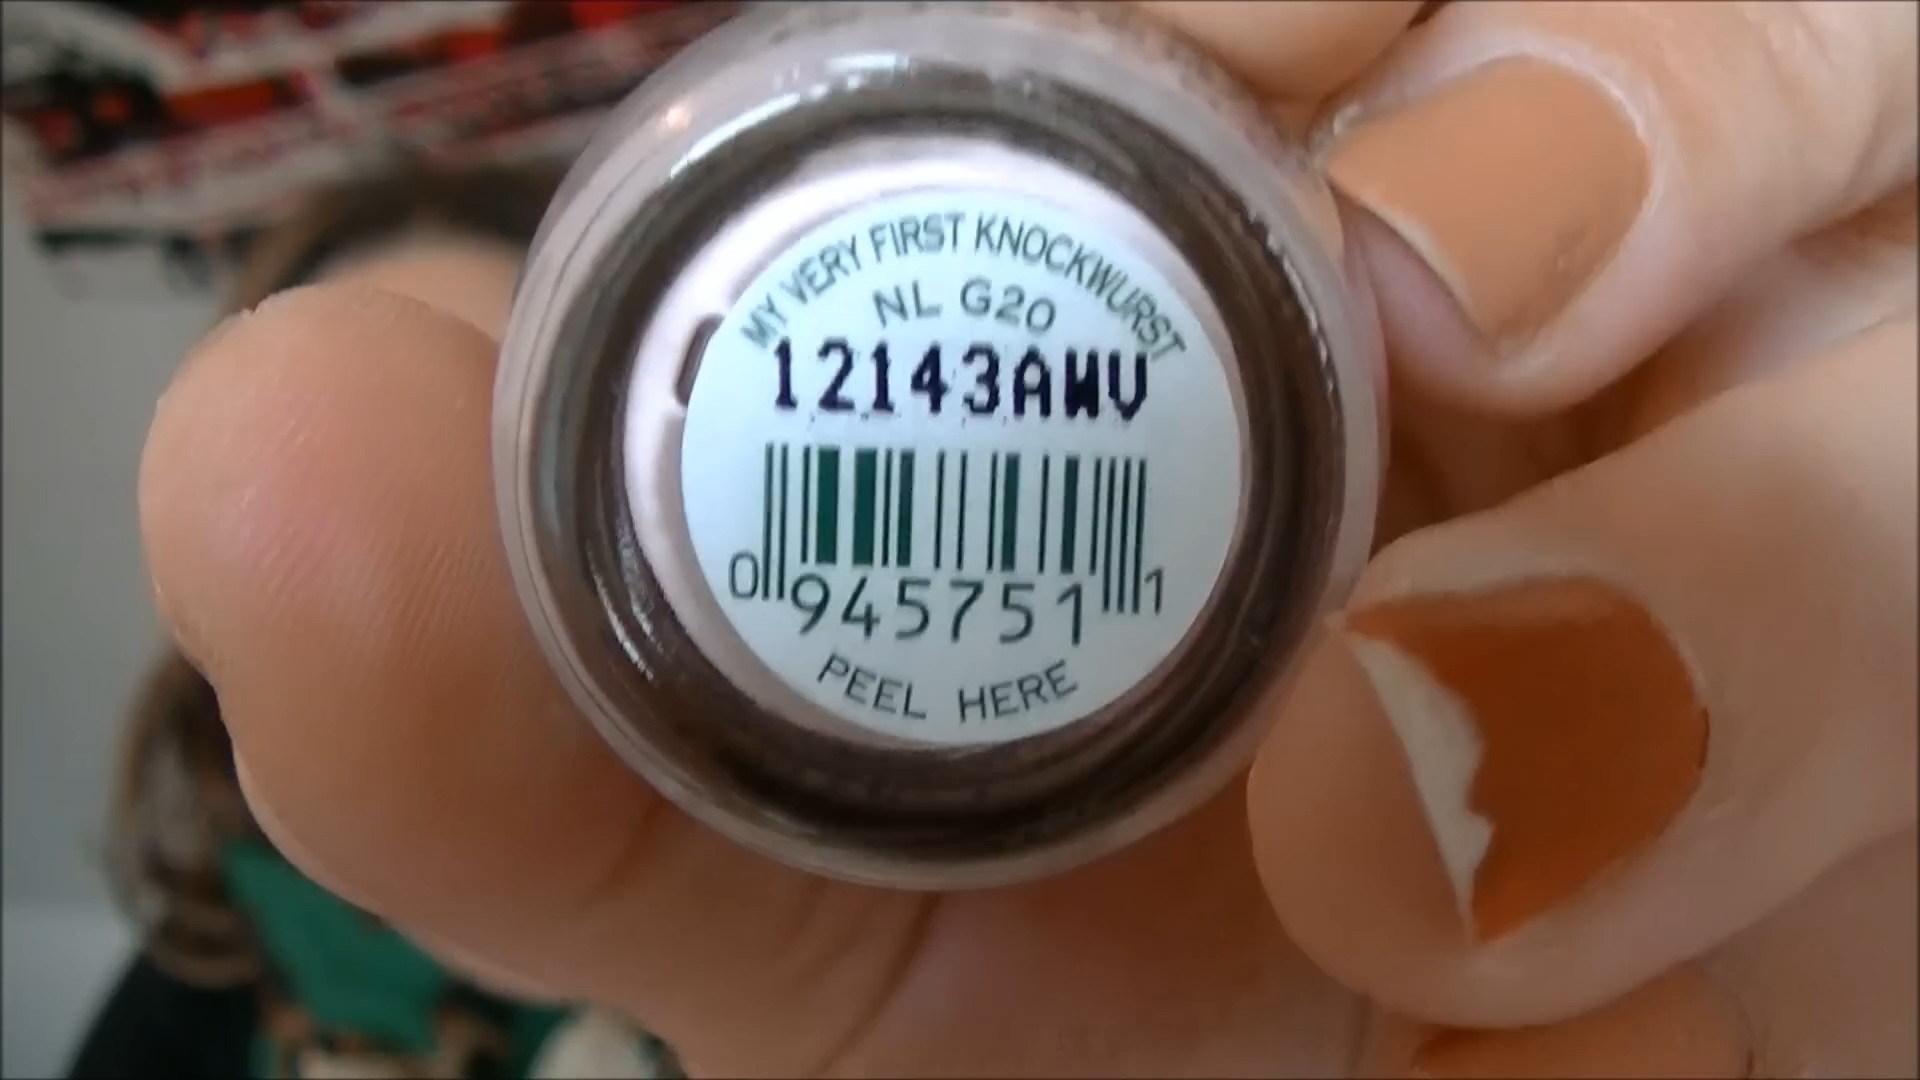 MY VERY FIRST KNOCKWURST
NL G20
12143AWV
0 945751 1
PEEL HERE